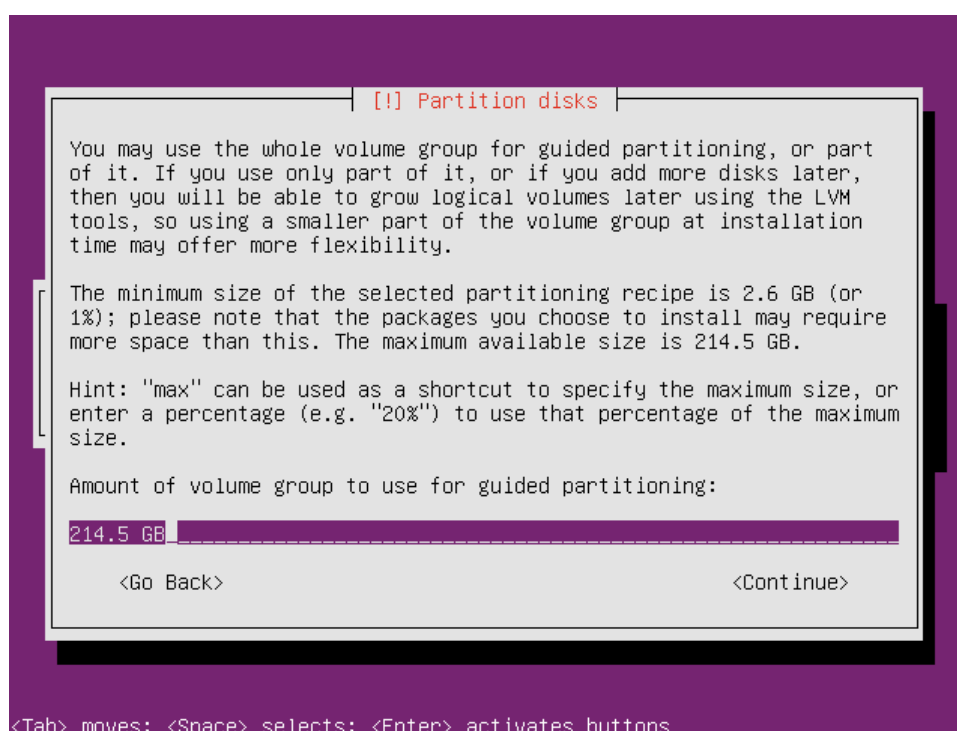 [!] Partition disks
You may use the whole volume group for guided partitioning, or part
of it. If you use only part of it, or if you add more disks later,
then you will be able to grow logical volumes later using the LVM
tools, so using a smaller part of the volume group at installation
time may offer more flexibility.
The minimum size of the selected partitioning recipe is 2.6 GB (or
1%); please note that the packages you choose to install may require
more space than this. The maximum available size is 214.5 GB.
Hint: "max" can be used as a shortcut to specify the maximum size, or
enter a percentage (e.g. "20%") to use that percentage of the maximum
size.
Amount of volume group to use for guided partitioning:
214.5 GB
<Go Back> <Continue>
<Tab> moves; <Space> selects; <Enter> activates buttons